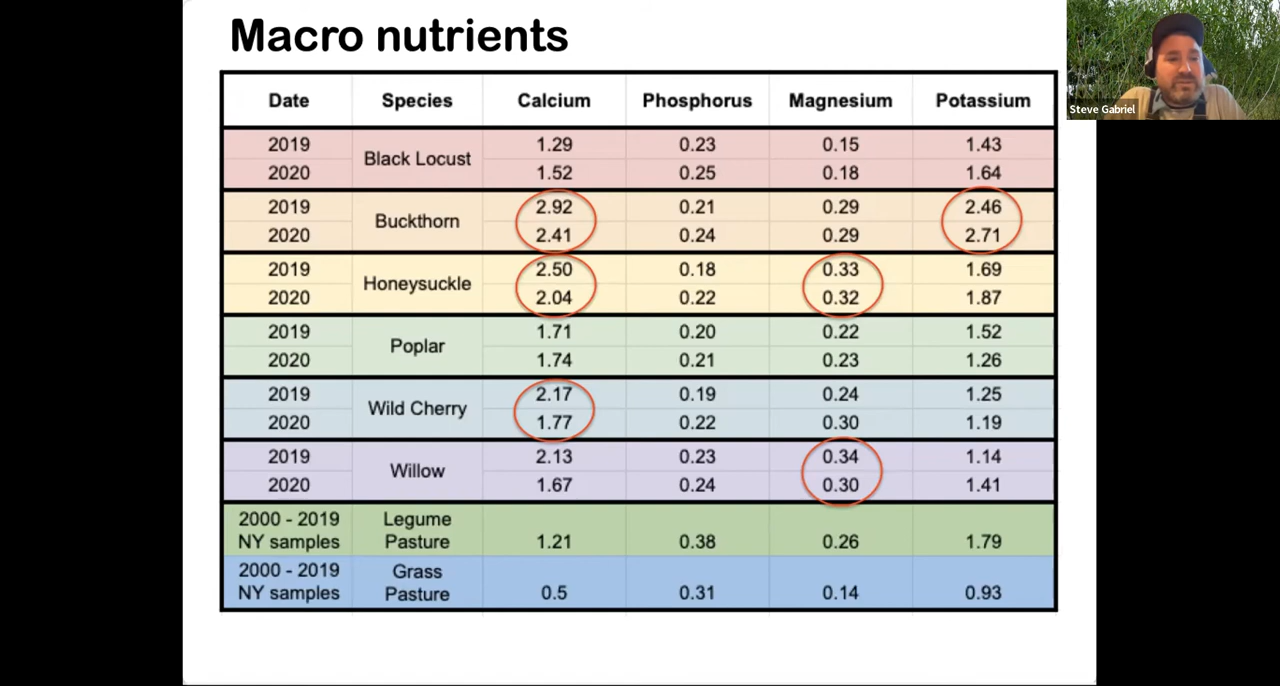 Macro nutrients
Steve Gabriel
Date Species Calcium Phosphorus Magnesium Potassium
2019 1.29 0.23 0.15 1.43
Black Locust
2020 1.52 0.25 0.18 1.64
2019 2.92 0.21 0.29 2.46
Buckthorn
2020 2.41 0.24 0.29 2.71
2019 2.50 0.18 0.33 1.69
Honeysuckle
2020 2.04 0.22 0.32 1.87
2019 1.71 0.20 0.22 1.52
Poplar
2020 1.74 0.21 0.23 1.26
2019 2.17 0.19 0.24 1.25
Wild Cherry
2020 1.77 0.22 0.30 1.19
2019 2.13 0.23 0.34 1.14
Willow
2020 1.67 0.24 0.30 1.41
2000 - 2019 Legume
NY samples Pasture 1.21 0.38 0.26 1.79
2000 - 2019 Grass
NY samples Pasture 0.5 0.31 0.14 0.93